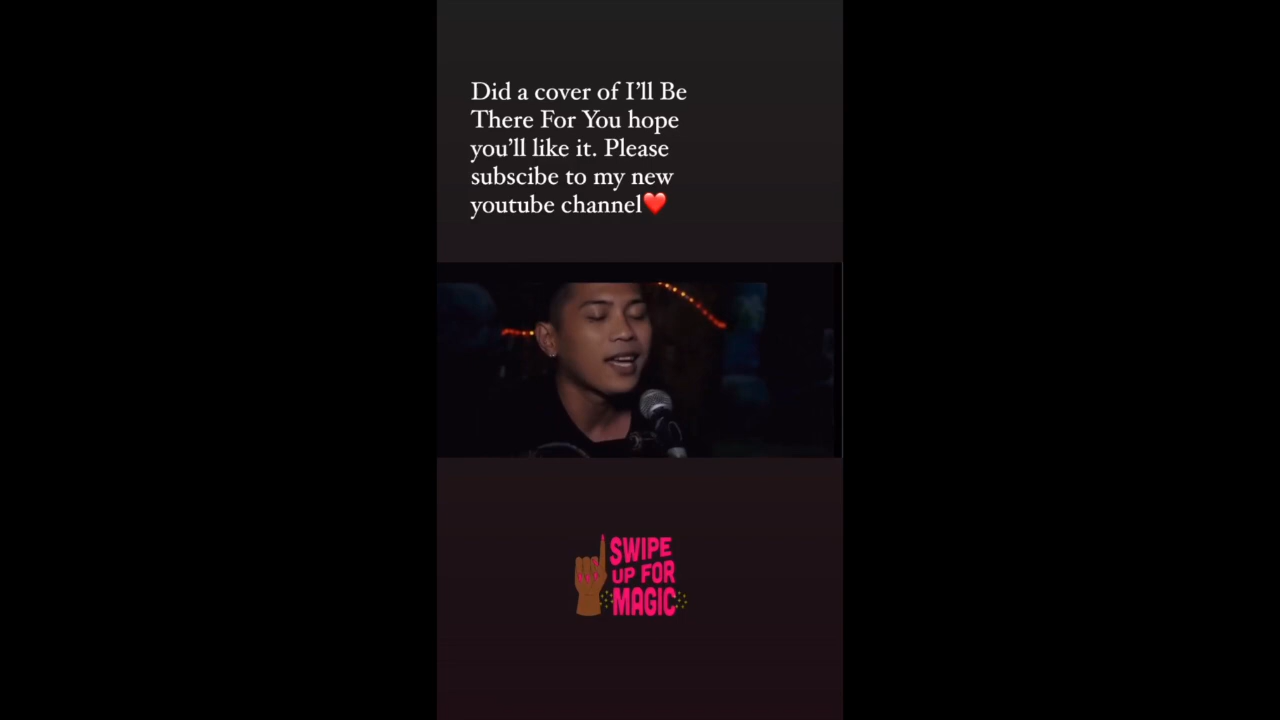 Did a cover of I’ll Be
There For You hope
you’ll like it. Please
subscibe to my new
youtube channel❤️
SWIPE
UP FOR
MAGIC